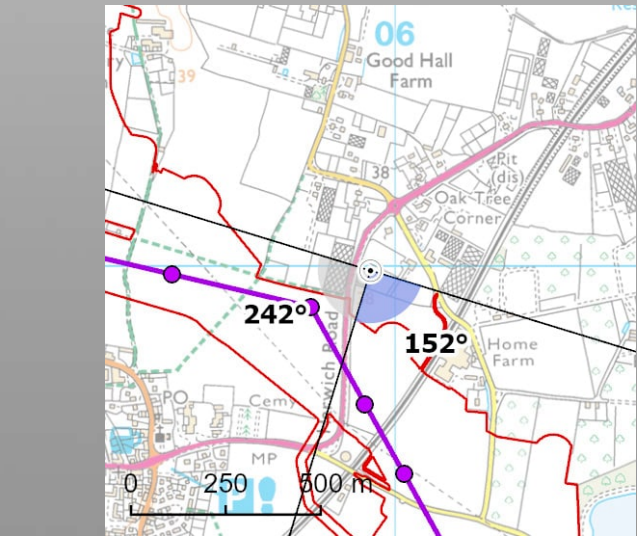 06
Good Hall
Farm
39
38
Pit
(dis)
Oak Tree
Corner
242°
152°
Home
Farm
Road
PO
Cemy
MP
0 250 500 m